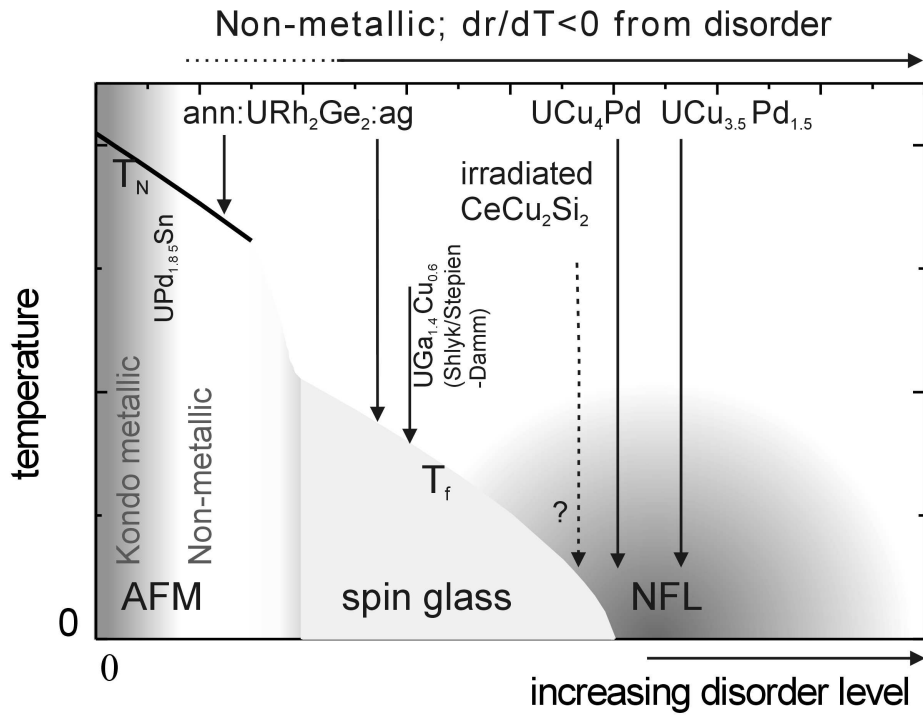 Non-metallic; dr/dT<0 from disorder
ann:URh₂Ge₂:ag
UCu₄Pd
UCu₃.₅Pd₁.₅
irradiated
CeCu₂Si₂
T_N
UPd₁.₈₅Sn
UGa₁.₄Cu₀.₆
(Shlyk/Stepien
-Damm)
temperature
Kondo metallic
Non-metallic
T_f
?
AFM
spin glass
NFL
0
0
increasing disorder level